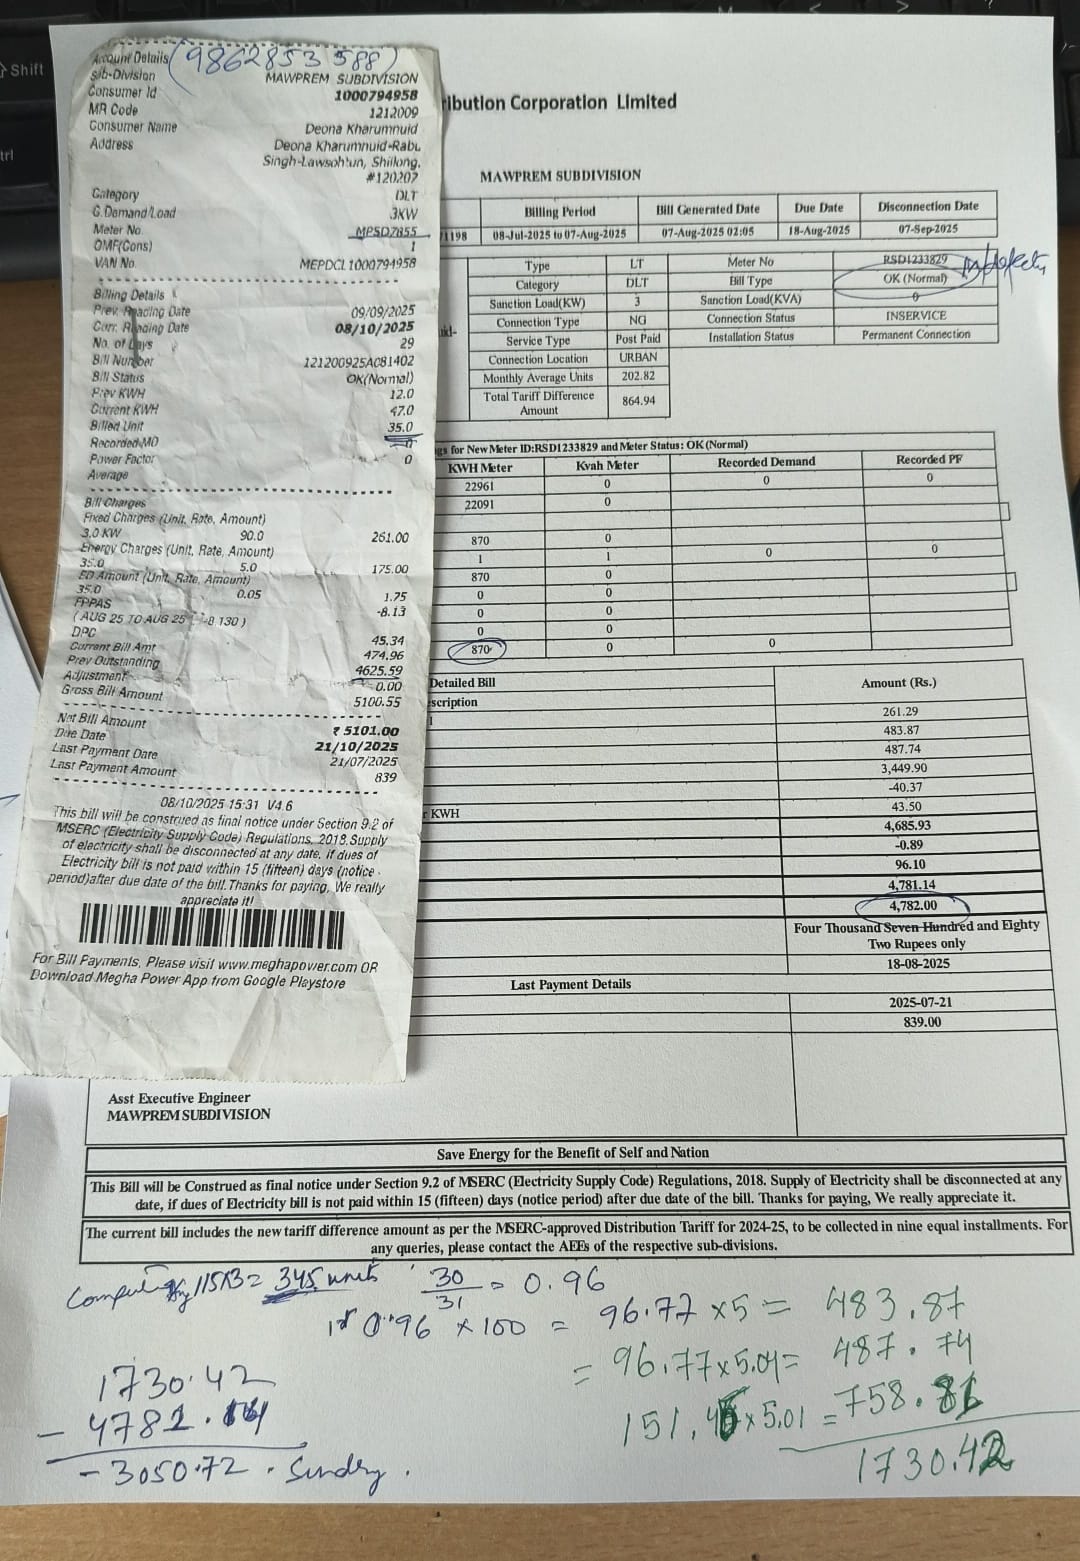 Shift
trl
Account Details (9862853588)
Sub-Division MAWPREM SUBDIVISION
Consumer Id 1000794958
MR Code 1212009
Consumer Name Deona Kharumnuid
Address Deona Kharumnuid-Rabu
Singh-Lawsohtun, Shillong,
#120207
Category DLT
C. Demand/Load 3KW
Meter No. MPSD7855
OMF(Cons) 1
VAN No. MEPDCL1000794958
Billing Details
Prev. Reading Date 09/09/2025
Curr. Reading Date 08/10/2025
No. of Days 29
Bill Number 121200925AC81402
Bill Status OK(Normal)
Prev KWH 12.0
Current KWH 47.0
Billed Unit 35.0
Recorded-MD 0
Power Factor 0
Average
Bill Charges
Fixed Charges (Unit, Rate, Amount)
3.0 KW 90.0 261.00
Energy Charges (Unit, Rate, Amount)
35.0 5.0 175.00
ED Amount (Unit, Rate, Amount)
35.0 0.05 1.75
FPPAS -8.13
(AUG 25 TO AUG 25 -8.130)
DPC 45.34
Current Bill Amt 474.96
Prev Outstanding 4625.59
Adjustment 0.00
Gross Bill Amount 5100.55
Net Bill Amount ₹ 5101.00
Due Date 21/10/2025
Last Payment Date 21/07/2025
Last Payment Amount 839
08/10/2025 15:31 V4.6
This bill will be construed as final notice under Section 9.2 of
MSERC (Electricity Supply Code) Regulations, 2018. Supply
of electricity shall be disconnected at any date, if dues of
Electricity bill is not paid within 15 (fifteen) days (notice
period)after due date of the bill. Thanks for paying, We really
appreciate it!
For Bill Payments, Please visit www.meghapower.com OR
Download Megha Power App from Google Playstore
ibution Corporation Limited
MAWPREM SUBDIVISION
Billing Period Bill Generated Date Due Date Disconnection Date
1198 08-Jul-2025 to 07-Aug-2025 07-Aug-2025 02:05 18-Aug-2025 07-Sep-2025
Type LT Meter No RSD1233829
Category DLT Bill Type OK (Normal)
Sanction Load(KW) 3 Sanction Load(KVA) 0
uid- Connection Type NG Connection Status INSERVICE
Service Type Post Paid Installation Status Permanent Connection
Connection Location URBAN
Monthly Average Units 202.82
Total Tariff Difference Amount 864.94
gs for New Meter ID:RSD1233829 and Meter Status: OK (Normal)
KWH Meter Kvah Meter Recorded Demand Recorded PF
22961 0 0 0
22091 0
870 0
1 1 0 0
870 0
0 0
0 0
0 0
870 0 0
Detailed Bill Amount (Rs.)
scription
261.29
483.87
487.74
3,449.90
-40.37
KWH 43.50
4,685.93
-0.89
96.10
4,781.14
4,782.00
Four Thousand Seven Hundred and Eighty
Two Rupees only
18-08-2025
Last Payment Details
2025-07-21
839.00
Asst Executive Engineer
MAWPREM SUBDIVISION
Save Energy for the Benefit of Self and Nation
This Bill will be Construed as final notice under Section 9.2 of MSERC (Electricity Supply Code) Regulations, 2018. Supply of Electricity shall be disconnected at any
date, if dues of Electricity bill is not paid within 15 (fifteen) days (notice period) after due date of the bill. Thanks for paying, We really appreciate it.
The current bill includes the new tariff difference amount as per the MSERC-approved Distribution Tariff for 2024-25, to be collected in nine equal installments. For
any queries, please contact the AEEs of the respective sub-divisions.
115X3 = 345 units 30/31 = 0.96
0.96 x 100 = 96.77 x 5 = 483.87
= 96.77 x 5.04 = 487.74
151.46 x 5.01 = 758.81
1730.42
1730.42
- 4781.14
- 3050.72 . Sundry.